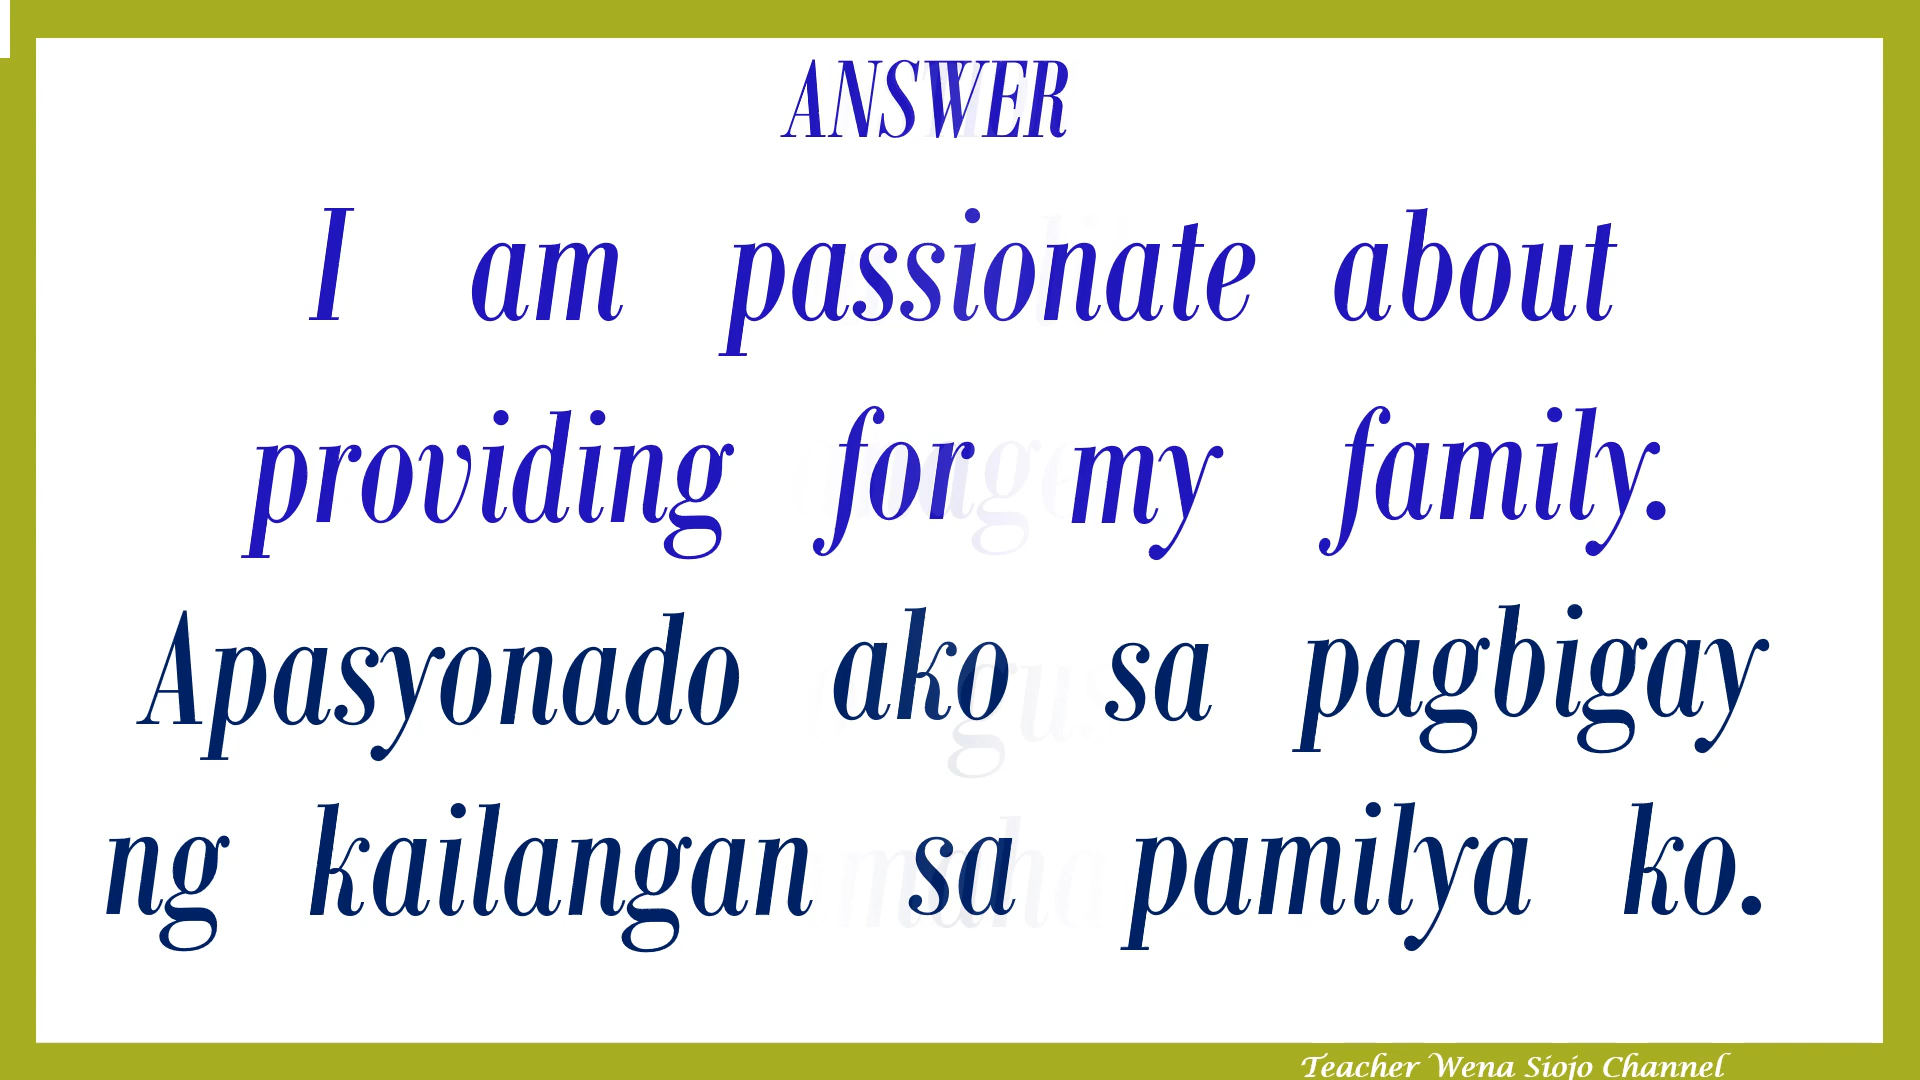 ANSWER
I am passionate about
providing for my family.
Apasyonado ako sa pagbigay
ng kailangan sa pamilya ko.
Teacher Wena Siojo Channel